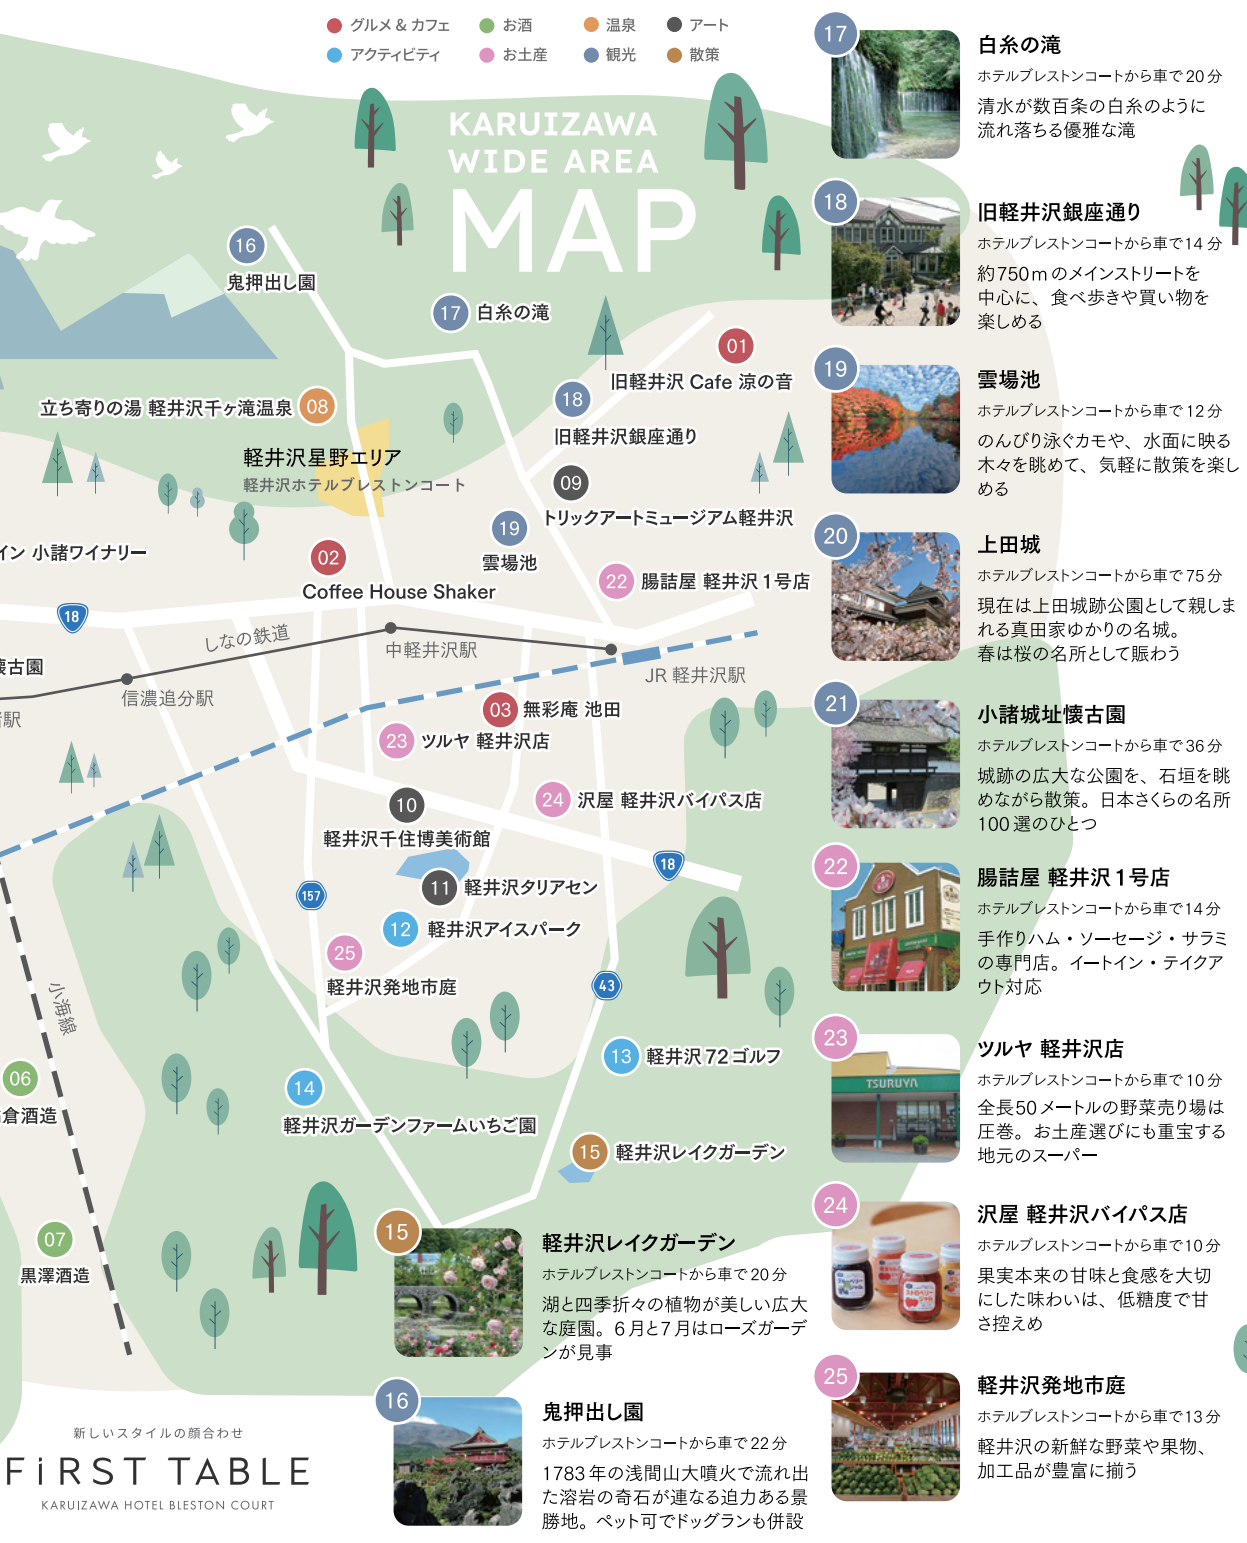 グルメ & カフェ
お酒
温泉
アート
アクティビティ
お土産
観光
散策
KARUIZAWA
WIDE AREA
MAP
16
鬼押出し園
17
白糸の滝
01
旧軽井沢 Cafe 涼の音
18
旧軽井沢銀座通り
立ち寄りの湯 軽井沢千ヶ滝温泉
08
軽井沢星野エリア
軽井沢ホテルブレストンコート
09
トリックアートミュージアム軽井沢
19
雲場池
イン 小諸ワイナリー
02
Coffee House Shaker
22
腸詰屋 軽井沢1号店
18
しなの鉄道
中軽井沢駅
懐古園
信濃追分駅
JR 軽井沢駅
駅
03
無彩庵 池田
23
ツルヤ 軽井沢店
24
沢屋 軽井沢バイパス店
10
軽井沢千住博美術館
18
11
軽井沢タリアセン
157
12
軽井沢アイスパーク
25
軽井沢発地市庭
43
小海線
06
倉酒造
13
軽井沢72ゴルフ
14
軽井沢ガーデンファームいちご園
15
軽井沢レイクガーデン
07
黒澤酒造
15
軽井沢レイクガーデン
ホテルブレストンコートから車で20分
湖と四季折々の植物が美しい広大
な庭園。6月と7月はローズガーデ
ンが見事
16
鬼押出し園
ホテルブレストンコートから車で22分
1783年の浅間山大噴火で流れ出
た溶岩の奇石が連なる迫力ある景
勝地。ペット可でドッグランも併設
17
白糸の滝
ホテルブレストンコートから車で20分
清水が数百条の白糸のように
流れ落ちる優雅な滝
18
旧軽井沢銀座通り
ホテルブレストンコートから車で14分
約750mのメインストリートを
中心に、食べ歩きや買い物を
楽しめる
19
雲場池
ホテルブレストンコートから車で12分
のんびり泳ぐカモや、水面に映る
木々を眺めて、気軽に散策を楽し
める
20
上田城
ホテルブレストンコートから車で75分
現在は上田城跡公園として親しま
れる真田家ゆかりの名城。
春は桜の名所として賑わう
21
小諸城址懐古園
ホテルブレストンコートから車で36分
城跡の広大な公園を、石垣を眺
めながら散策。日本さくらの名所
100選のひとつ
22
腸詰屋 軽井沢1号店
ホテルブレストンコートから車で14分
手作りハム・ソーセージ・サラミ
の専門店。イートイン・テイクア
ウト対応
23
TSURUYA
ツルヤ 軽井沢店
ホテルブレストンコートから車で10分
全長50メートルの野菜売り場は
圧巻。お土産選びにも重宝する
地元のスーパー
24
沢屋 軽井沢バイパス店
ホテルブレストンコートから車で10分
果実本来の甘味と食感を大切
にした味わいは、低糖度で甘
さ控えめ
25
軽井沢発地市庭
ホテルブレストンコートから車で13分
軽井沢の新鮮な野菜や果物、
加工品が豊富に揃う
新しいスタイルの顔合わせ
FiRST TABLE
KARUIZAWA HOTEL BLESTON COURT